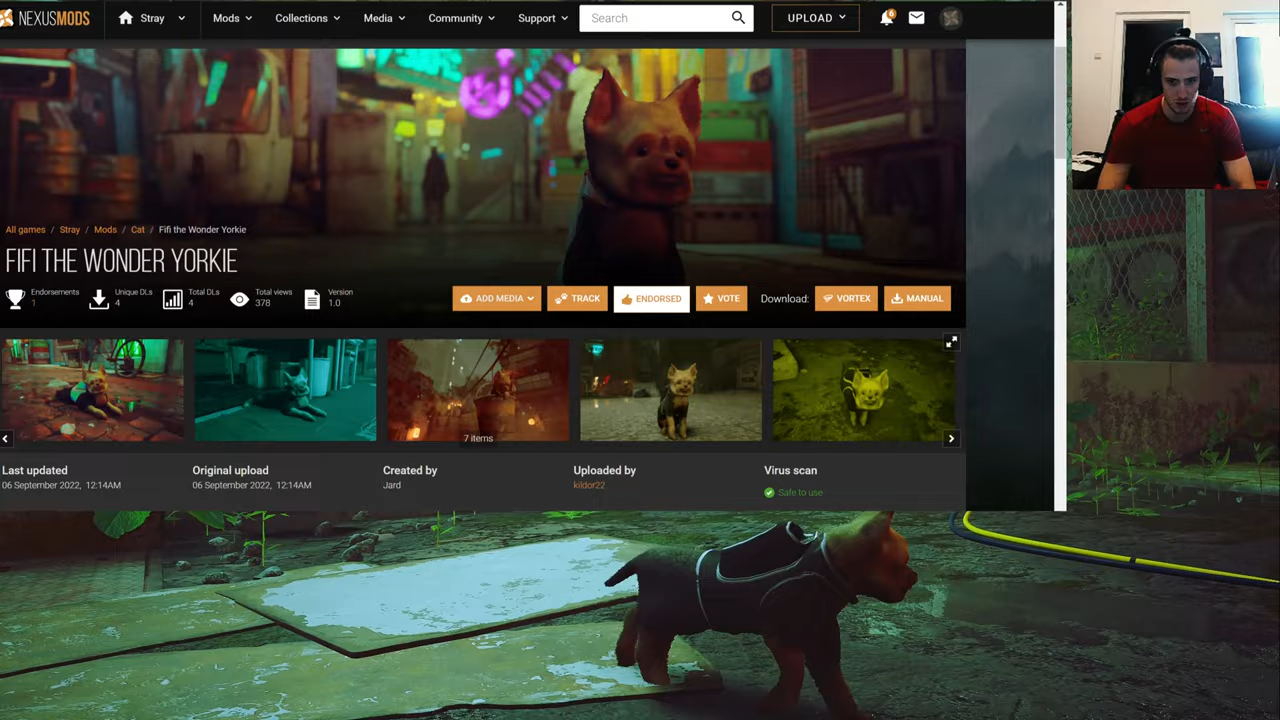 NEXUSMODS Stray Mods Collections Media Community Support Search UPLOAD 6
All games / Stray / Mods / Cat / Fifi the Wonder Yorkie
FIFI THE WONDER YORKIE
Endorsements Unique DLs Total DLs Total views Version
1 4 4 378 1.0
ADD MEDIA TRACK ENDORSED VOTE Download: VORTEX MANUAL
7 items
Last updated Original upload Created by Uploaded by Virus scan
06 September 2022, 12:14AM 06 September 2022, 12:14AM Jard kildor22 Safe to use